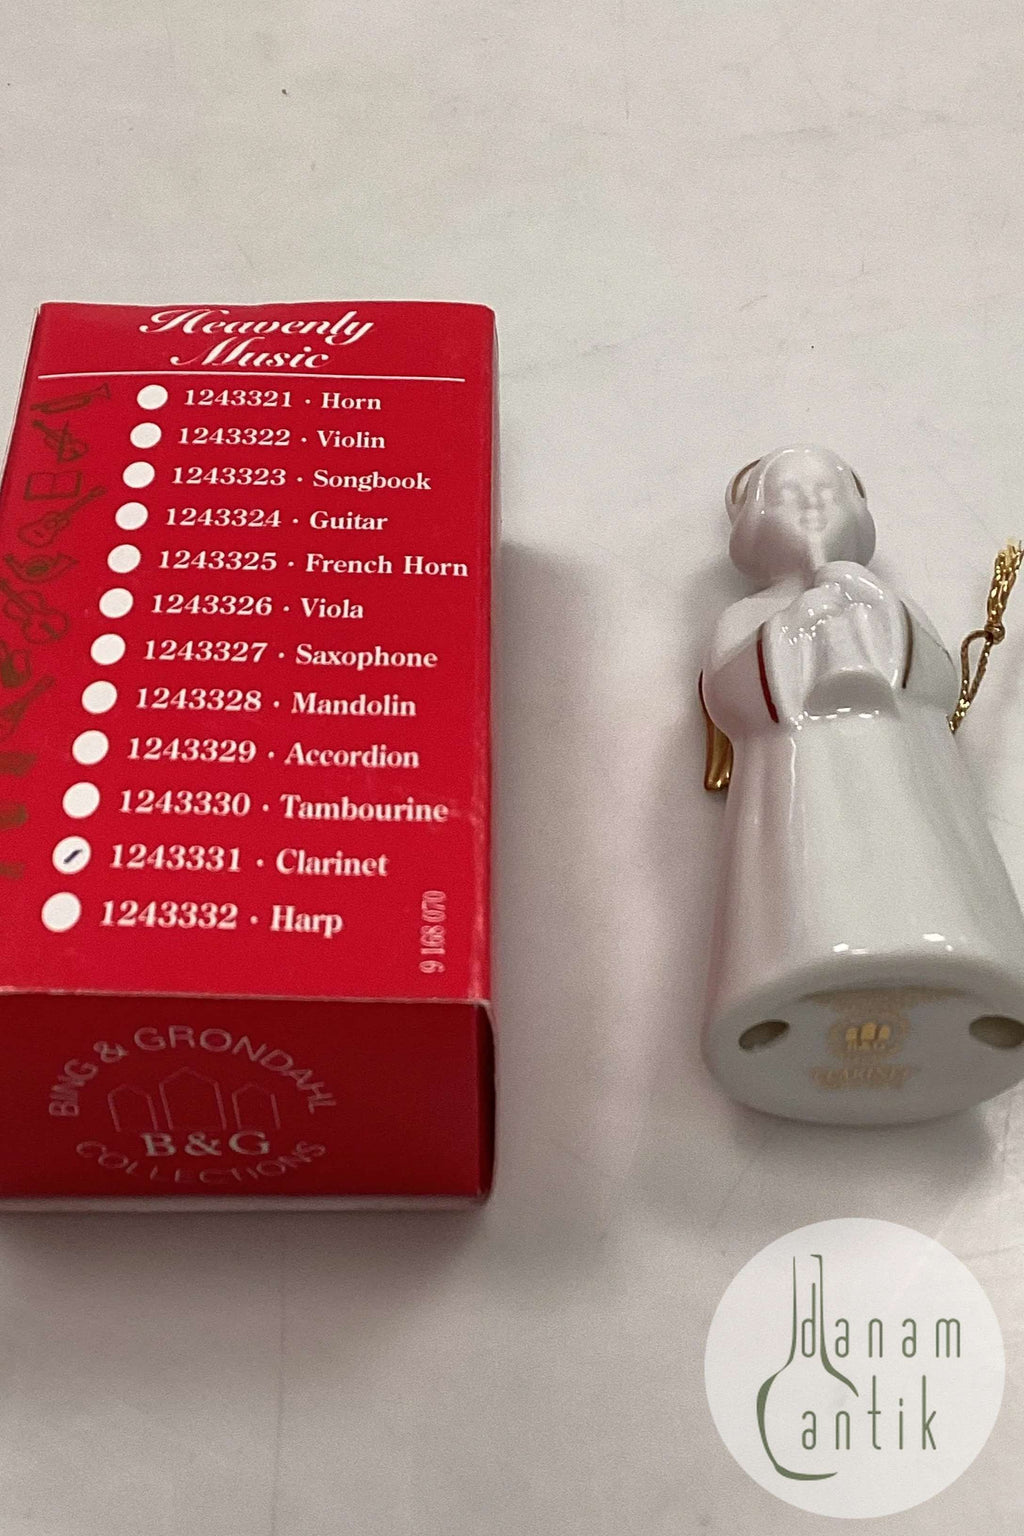 Heavenly
Music
1243321 · Horn
1243322 · Violin
1243323 · Songbook
1243324 · Guitar
1243325 · French Horn
1243326 · Viola
1243327 · Saxophone
1243328 · Mandolin
1243329 · Accordion
1243330 · Tambourine
1243331 · Clarinet
1243332 · Harp
9 168 070
BING & GRONDAHL
B&G
COLLECTIONS
danam
antik